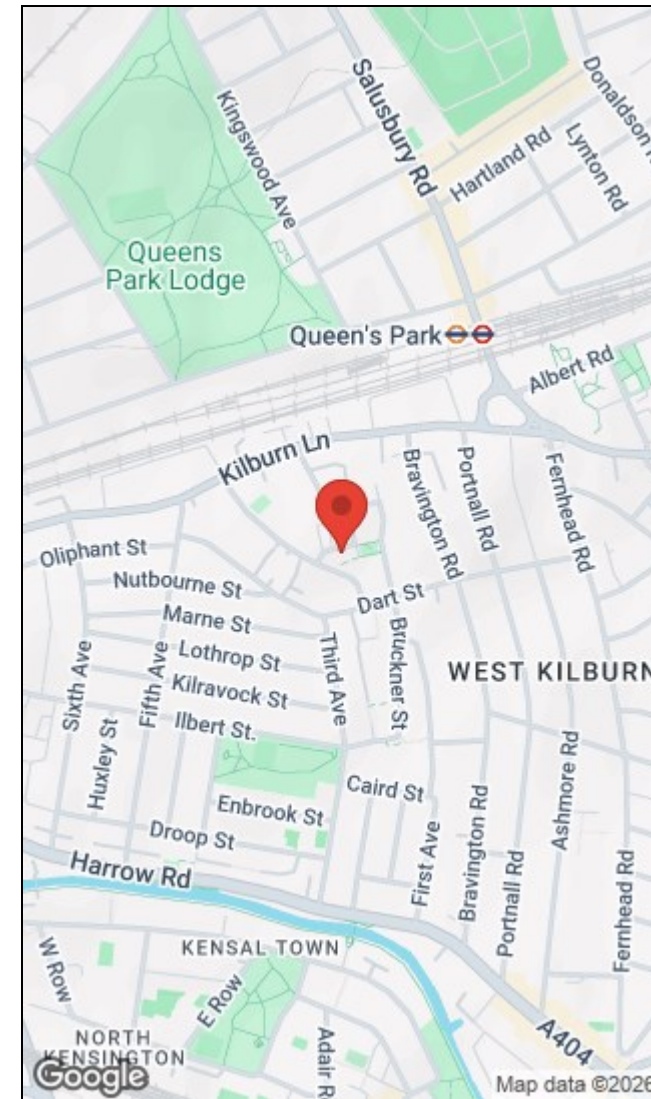 Salusbury Rd
Donaldson
Kingswood Ave
Lynton Rd
Hartland Rd
Queens
Park Lodge
Queen's Park
Albert Rd
Kilburn Ln
Bravington Rd
Portnall Rd
Fernhead Rd
Oliphant St
Nutbourne St
Dart St
Marne St
Third Ave
Bruckner St
Lothrop St
WEST KILBURN
Sixth Ave
Fifth Ave
Kilravock St
Huxley St
Ilbert St.
Caird St
Ashmore Rd
Enbrook St
Droop St
First Ave
Bravington Rd
Portnall Rd
Fernhead Rd
Harrow Rd
KENSAL TOWN
W Row
E Row
Adair R
A404
NORTH
KENSINGTON
Google
Map data ©2026